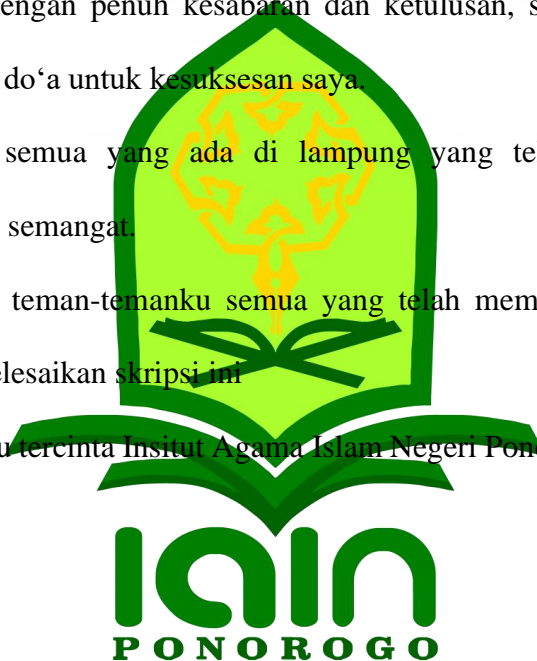 engan penuh kesabaran dan ketulusan, s
do‘a untuk kesuksesan saya.
semua yang ada di lampung yang te
semangat.
teman-temanku semua yang telah mem
elesaikan skripsi ini
u tercinta Insitut Agama Islam Negeri Pon
IAIN
PONOROGO